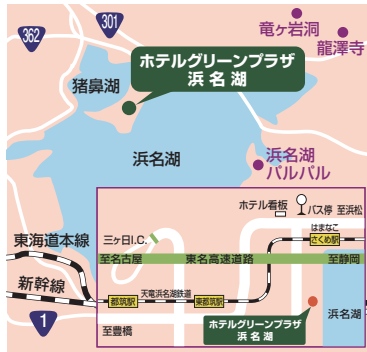 301
362
竜ヶ岩洞
龍澤寺
ホテルグリーンプラザ
浜名湖
猪鼻湖
浜名湖
浜名湖
パルパル
ホテル看板
バス停
至浜松
はまなこ
さくめ駅
三ヶ日I.C.
東海道本線
至名古屋
東名高速道路
至静岡
新幹線
天竜浜名湖鉄道
都筑駅
東都筑駅
浜名湖
1
至豊橋
ホテルグリーンプラザ
浜名湖